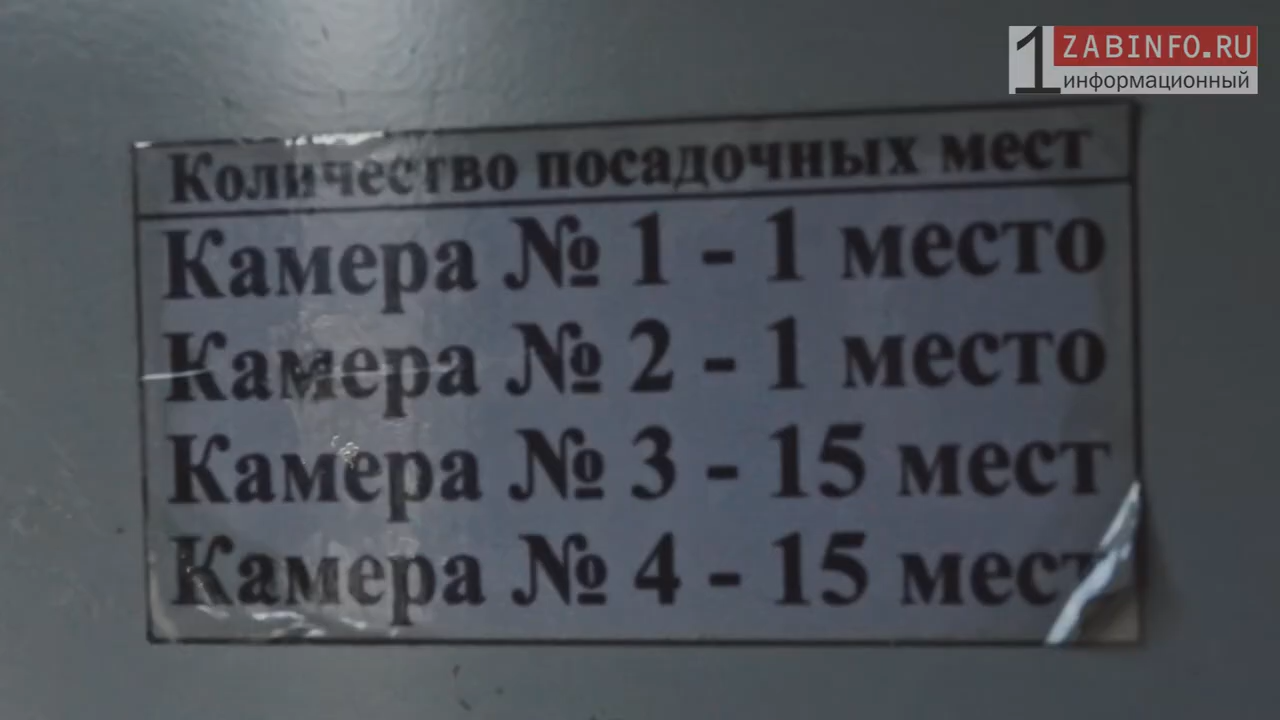 1 ZABINFO.RU
информационный
Количество посадочных мест
Камера № 1 - 1 место
Камера № 2 - 1 место
Камера № 3 - 15 мест
Камера № 4 - 15 мест